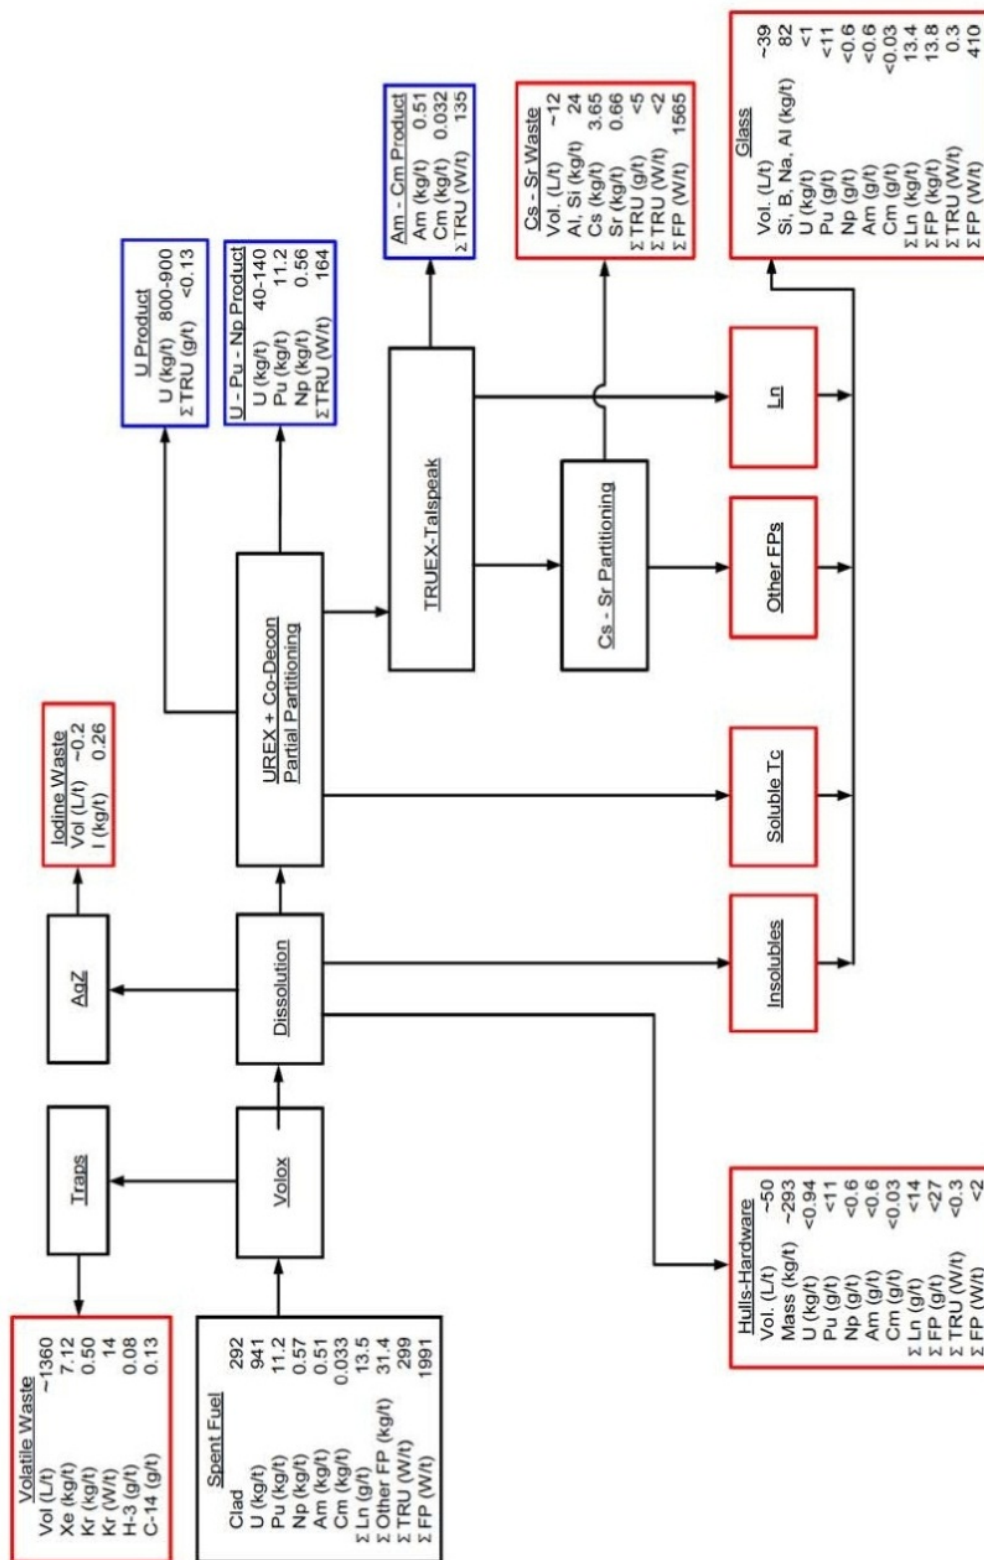 Volatile Waste
Vol (L/t) ~1360
Xe (kg/t) 7.12
Kr (kg/t) 0.50
Kr (W/t) 14
H-3 (g/t) 0.08
C-14 (g/t) 0.13
Traps
AgZ
Iodine Waste
Vol (L/t) ~0.2
I (kg/t) 0.26
U Product
U (kg/t) 800-900
Σ TRU (g/t) <0.13
Spent Fuel
Clad 292
U (kg/t) 941
Pu (kg/t) 11.2
Np (kg/t) 0.57
Am (kg/t) 0.51
Cm (kg/t) 0.033
Σ Ln (g/t) 13.5
Σ Other FP (kg/t) 31.4
Σ TRU (W/t) 299
Σ FP (W/t) 1991
Volox
Dissolution
UREX + Co-Decon
Partial Partitioning
U - Pu - Np Product
U (kg/t) 40-140
Pu (kg/t) 11.2
Np (kg/t) 0.56
Σ TRU (W/t) 164
TRUEX-Talspeak
Am - Cm Product
Am (kg/t) 0.51
Cm (kg/t) 0.032
Σ TRU (W/t) 135
Cs - Sr Partitioning
Cs - Sr Waste
Vol. (L/t) ~12
Al, Si (kg/t) 24
Cs (kg/t) 3.65
Sr (kg/t) 0.66
Σ TRU (g/t) <5
Σ TRU (W/t) <2
Σ FP (W/t) 1565
Hulls-Hardware
Vol. (L/t) ~50
Mass (kg/t) ~293
U (kg/t) <0.94
Pu (g/t) <11
Np (g/t) <0.6
Am (g/t) <0.6
Cm (g/t) <0.03
Σ Ln (g/t) <14
Σ FP (g/t) <27
Σ TRU (W/t) <0.3
Σ FP (W/t) <2
Insolubles
Soluble Tc
Other FPs
Ln
Glass
Vol. (L/t) ~39
Si, B, Na, Al (kg/t) 82
U (kg/t) <1
Pu (g/t) <11
Np (g/t) <0.6
Am (g/t) <0.6
Cm (g/t) <0.03
Σ Ln (kg/t) 13.4
Σ FP (kg/t) 13.8
Σ TRU (W/t) 0.3
Σ FP (W/t) 410